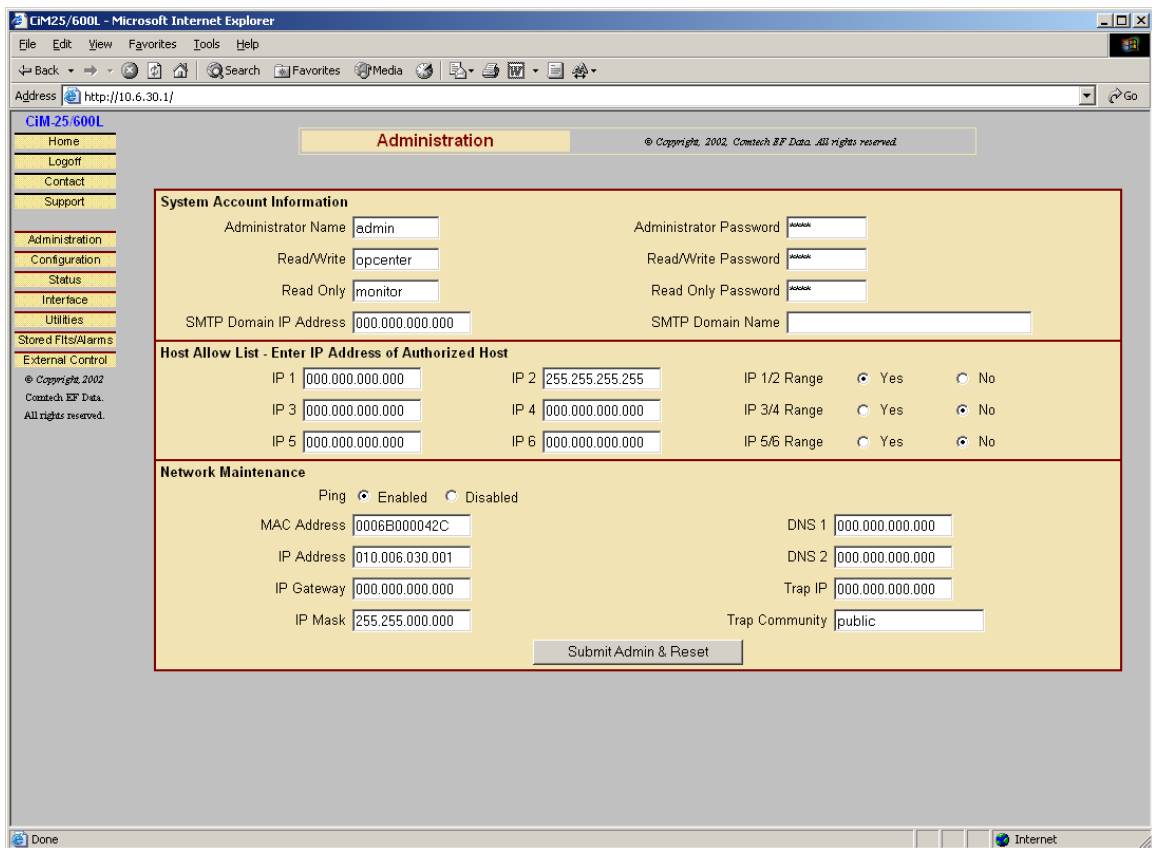 CiM25/600L - Microsoft Internet Explorer
File Edit View Favorites Tools Help
Back Search Favorites Media
Address http://10.6.30.1/ Go
CiM-25/600L
Home
Logoff
Contact
Support
Administration
Configuration
Status
Interface
Utilities
Stored Flts/Alarms
External Control
© Copyright, 2002
Comtech EF Data.
All rights reserved.
Administration © Copyright, 2002, Comtech EF Data. All rights reserved.
System Account Information
Administrator Name admin Administrator Password ****
Read/Write opcenter Read/Write Password ****
Read Only monitor Read Only Password ****
SMTP Domain IP Address 000.000.000.000 SMTP Domain Name
Host Allow List - Enter IP Address of Authorized Host
IP 1 000.000.000.000 IP 2 255.255.255.255 IP 1/2 Range Yes No
IP 3 000.000.000.000 IP 4 000.000.000.000 IP 3/4 Range Yes No
IP 5 000.000.000.000 IP 6 000.000.000.000 IP 5/6 Range Yes No
Network Maintenance
Ping Enabled Disabled
MAC Address 0006B000042C DNS 1 000.000.000.000
IP Address 010.006.030.001 DNS 2 000.000.000.000
IP Gateway 000.000.000.000 Trap IP 000.000.000.000
IP Mask 255.255.000.000 Trap Community public
Submit Admin & Reset
Done Internet